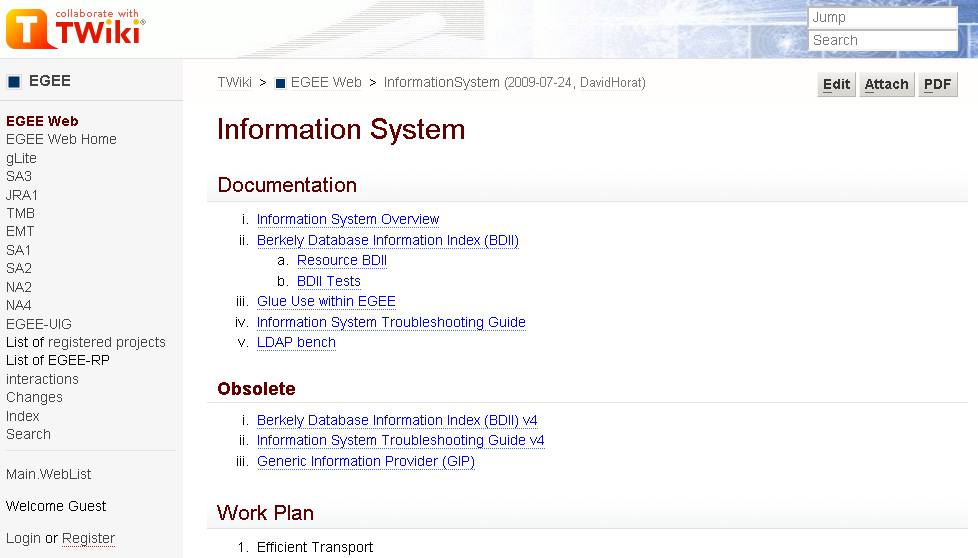 collaborate with
TWiki®
Jump
Search
EGEE
TWiki > EGEE Web > InformationSystem (2009-07-24, DavidHorat)
Edit Attach PDF
EGEE Web
EGEE Web Home
gLite
SA3
JRA1
TMB
EMT
SA1
SA2
NA2
NA4
EGEE-UIG
List of registered projects
List of EGEE-RP
interactions
Changes
Index
Search
Main.WebList
Welcome Guest
Login or Register
Information System
Documentation
i. Information System Overview
ii. Berkely Database Information Index (BDII)
a. Resource BDII
b. BDII Tests
iii. Glue Use within EGEE
iv. Information System Troubleshooting Guide
v. LDAP bench
Obsolete
i. Berkely Database Information Index (BDII) v4
ii. Information System Troubleshooting Guide v4
iii. Generic Information Provider (GIP)
Work Plan
1. Efficient Transport